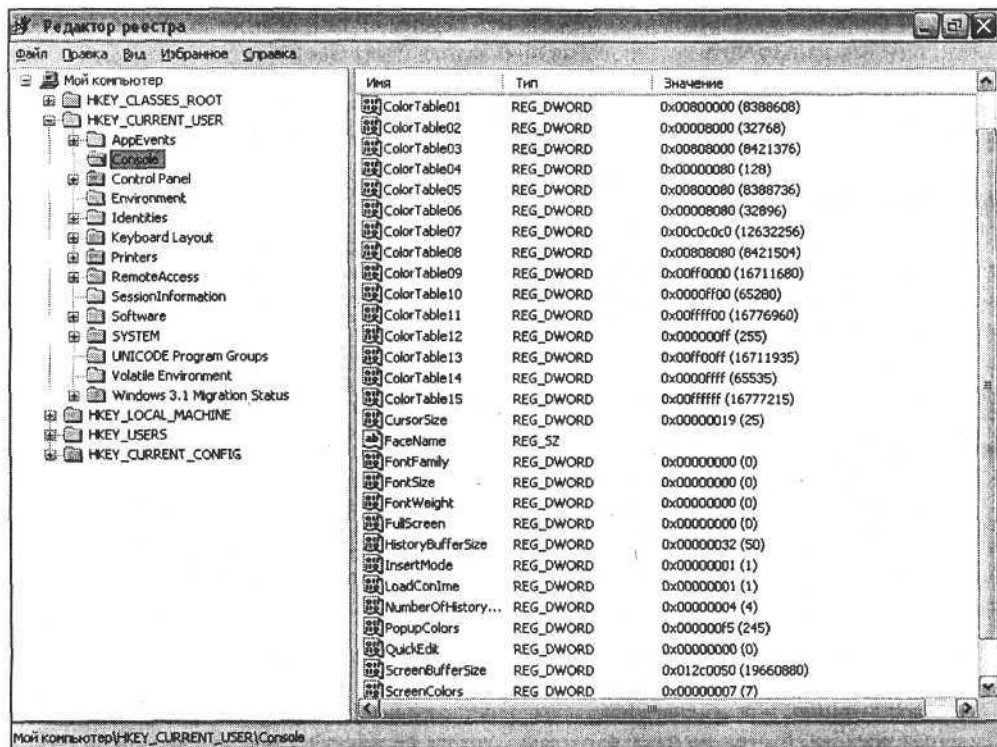 Редактор реестра
Файл Правка Вид Избранное Справка
Мой компьютер
HKEY_CLASSES_ROOT
HKEY_CURRENT_USER
AppEvents
Console
Control Panel
Environment
Identities
Keyboard Layout
Printers
RemoteAccess
SessionInformation
Software
SYSTEM
UNICODE Program Groups
Volatile Environment
Windows 3.1 Migration Status
HKEY_LOCAL_MACHINE
HKEY_USERS
HKEY_CURRENT_CONFIG
Имя Тип Значение
ColorTable01 REG_DWORD 0x00800000 (8388608)
ColorTable02 REG_DWORD 0x00008000 (32768)
ColorTable03 REG_DWORD 0x00808000 (8421376)
ColorTable04 REG_DWORD 0x00000080 (128)
ColorTable05 REG_DWORD 0x00800080 (8388736)
ColorTable06 REG_DWORD 0x00008080 (32896)
ColorTable07 REG_DWORD 0x00c0c0c0 (12632256)
ColorTable08 REG_DWORD 0x00808080 (8421504)
ColorTable09 REG_DWORD 0x00ff0000 (16711680)
ColorTable10 REG_DWORD 0x0000ff00 (65280)
ColorTable11 REG_DWORD 0x00ffff00 (16776960)
ColorTable12 REG_DWORD 0x000000ff (255)
ColorTable13 REG_DWORD 0x00ff00ff (16711935)
ColorTable14 REG_DWORD 0x0000ffff (65535)
ColorTable15 REG_DWORD 0x00ffffff (16777215)
CursorSize REG_DWORD 0x00000019 (25)
FaceName REG_SZ
FontFamily REG_DWORD 0x00000000 (0)
FontSize REG_DWORD 0x00000000 (0)
FontWeight REG_DWORD 0x00000000 (0)
FullScreen REG_DWORD 0x00000000 (0)
HistoryBufferSize REG_DWORD 0x00000032 (50)
InsertMode REG_DWORD 0x00000001 (1)
LoadConIme REG_DWORD 0x00000001 (1)
NumberOfHistory... REG_DWORD 0x00000004 (4)
PopupColors REG_DWORD 0x000000f5 (245)
QuickEdit REG_DWORD 0x00000000 (0)
ScreenBufferSize REG_DWORD 0x012c0050 (19660880)
ScreenColors REG_DWORD 0x00000007 (7)
Мой компьютер\HKEY_CURRENT_USER\Console